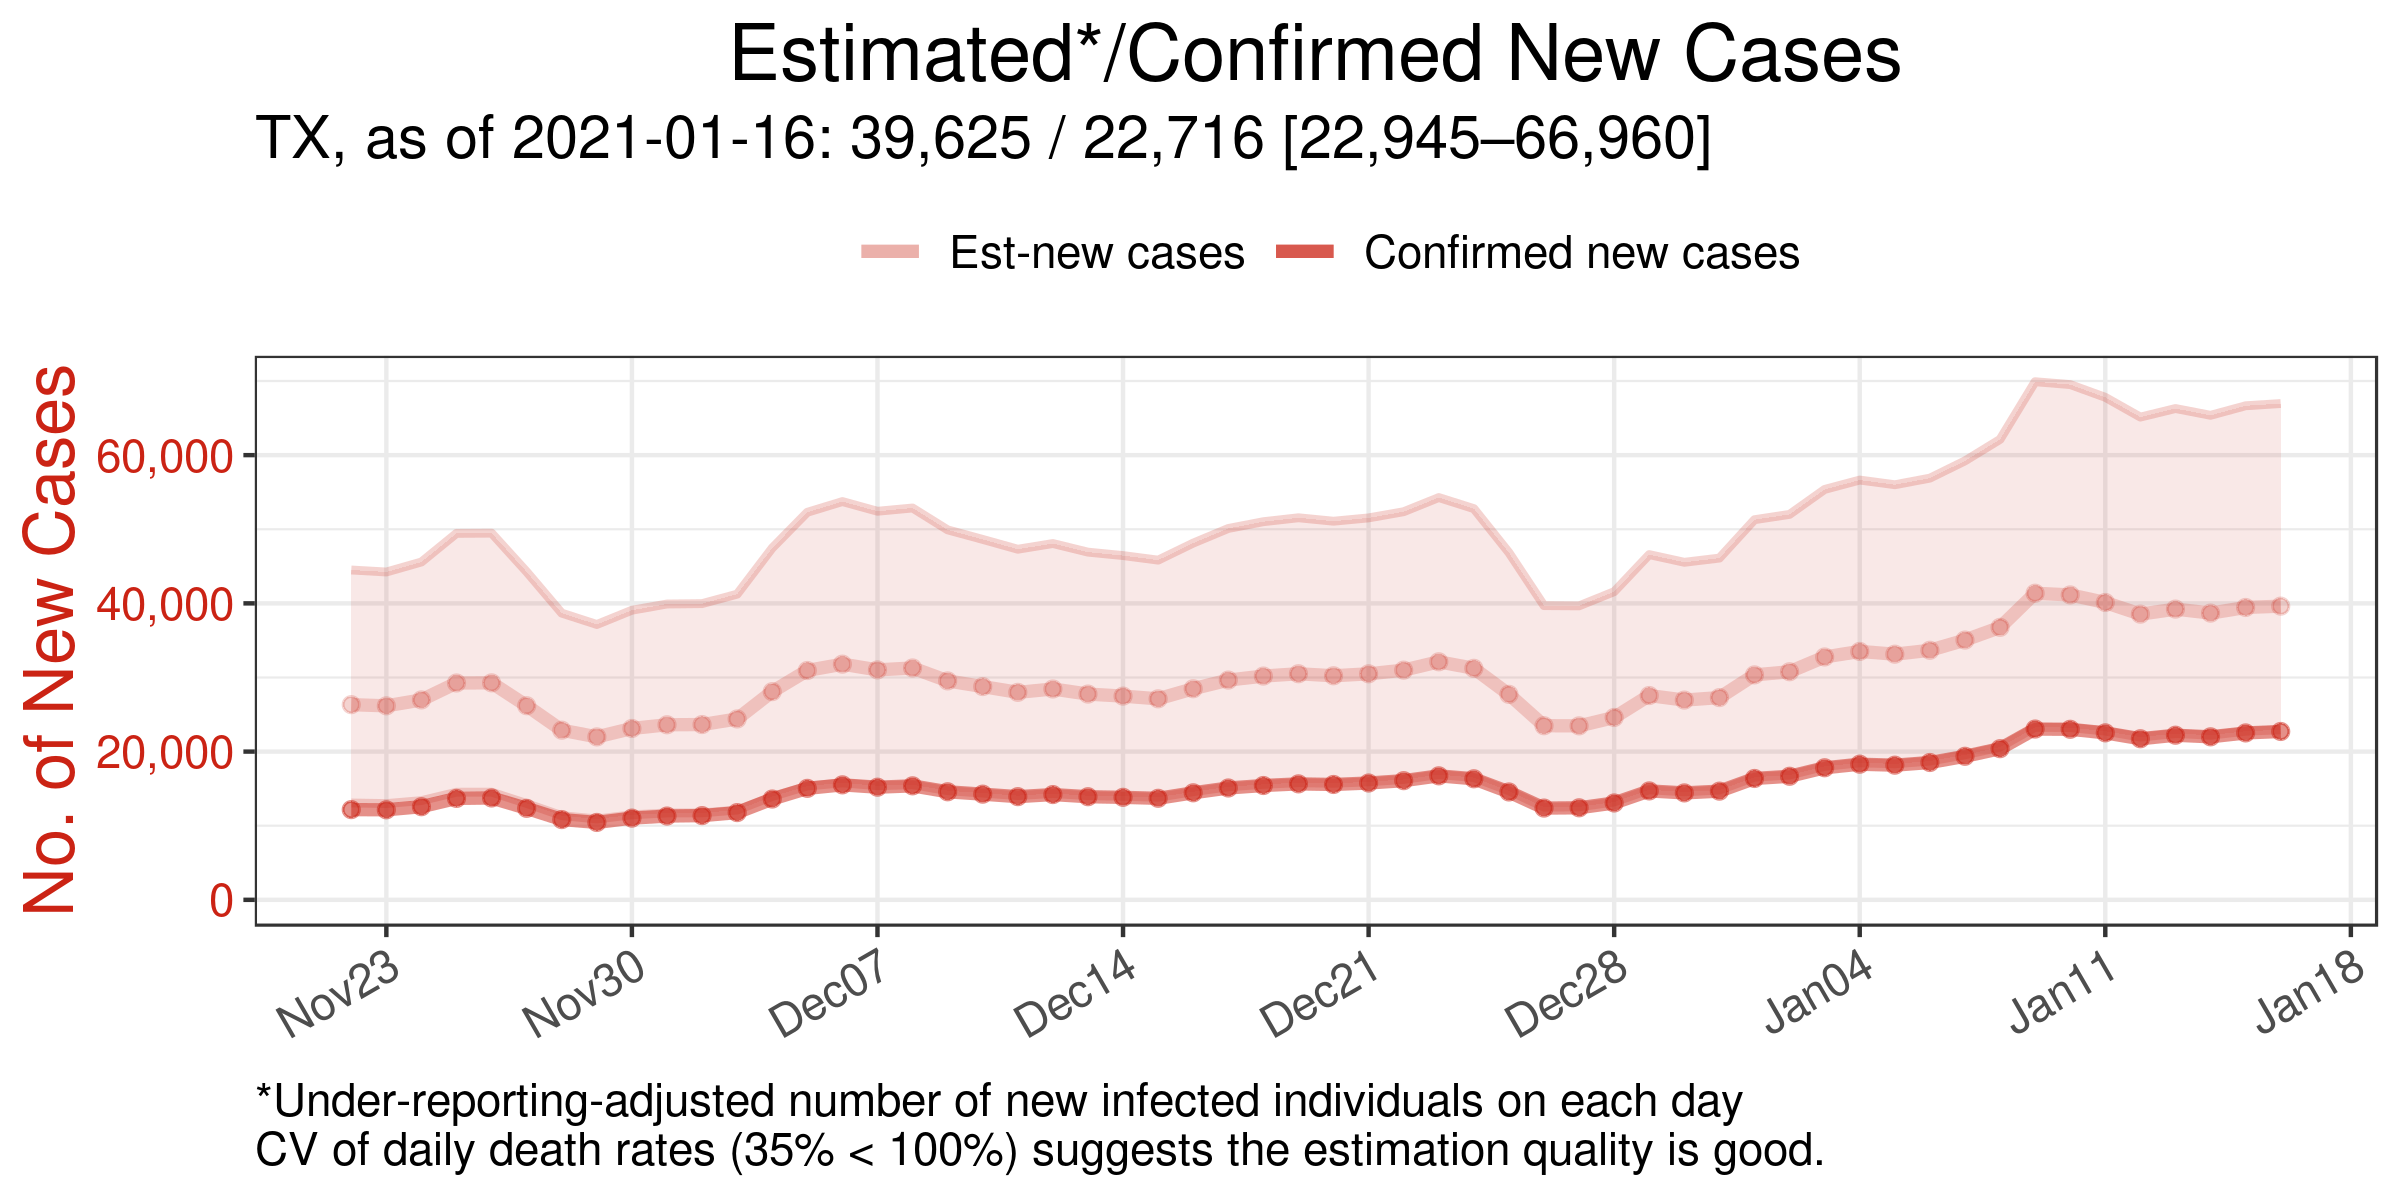 Estimated*/Confirmed New Cases
TX, as of 2021-01-16: 39,625 / 22,716 [22,945–66,960]
Est-new cases
Confirmed new cases
No. of New Cases
60,000
40,000
20,000
0
Nov23
Nov30
Dec07
Dec14
Dec21
Dec28
Jan04
Jan11
Jan18
*Under-reporting-adjusted number of new infected individuals on each day
CV of daily death rates (35% < 100%) suggests the estimation quality is good.